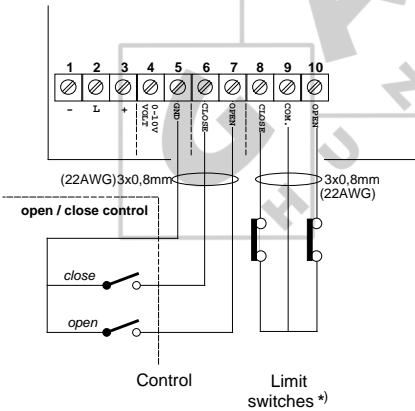 1 2 3 4 5 6 7 8 9 10
- L + 0-10V VOLT GND CLOSE OPEN CLOSE COM. OPEN
(22AWG)3x0,8mm
3x0,8mm
(22AWG)
open / close control
close
open
Control
Limit
switches *)